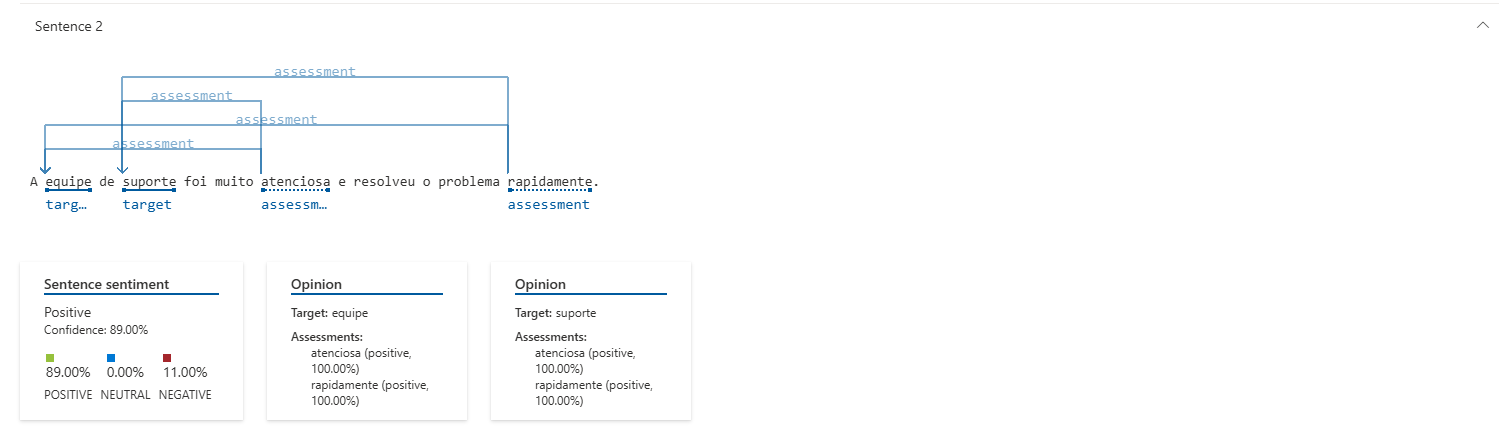 Sentence 2
assessment
assessment
assessment
assessment
A equipe de suporte foi muito atenciosa e resolveu o problema rapidamente.
targ… target assessm… assessment
Sentence sentiment
Positive
Confidence: 89.00%
89.00% 0.00% 11.00%
POSITIVE NEUTRAL NEGATIVE
Opinion
Target: equipe
Assessments:
atenciosa (positive,
100.00%)
rapidamente (positive,
100.00%)
Opinion
Target: suporte
Assessments:
atenciosa (positive,
100.00%)
rapidamente (positive,
100.00%)